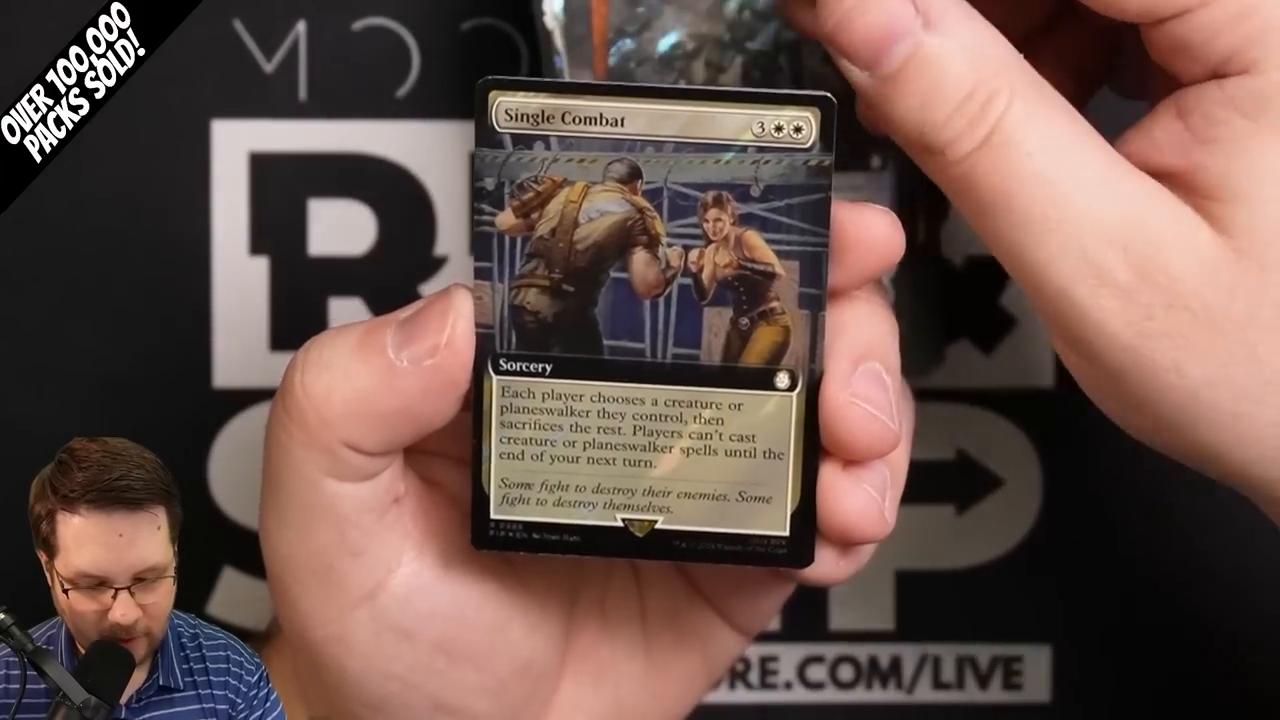 OVER 100,000
PACKS SOLD!
Single Combat
3
Sorcery
Each player chooses a creature or
planeswalker they control, then
sacrifices the rest. Players can't cast
creature or planeswalker spells until the
end of your next turn.
Some fight to destroy their enemies. Some
fight to destroy themselves.
RE.COM/LIVE